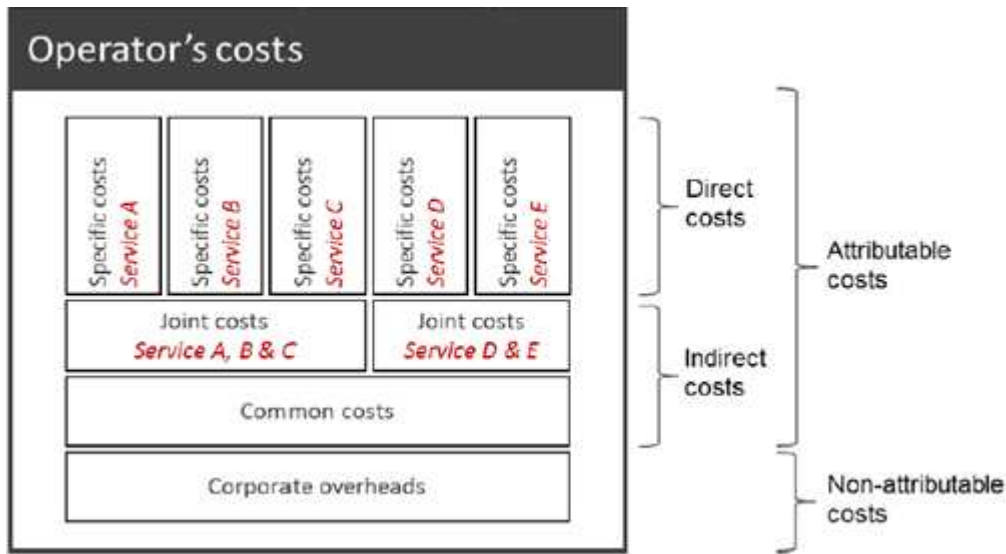 Operator's costs
Specific costs
Service A
Specific costs
Service B
Specific costs
Service C
Specific costs
Service D
Specific costs
Service E
Direct
costs
Attributable
costs
Joint costs
Service A, B & C
Joint costs
Service D & E
Indirect
costs
Common costs
Corporate overheads
Non-attributable
costs